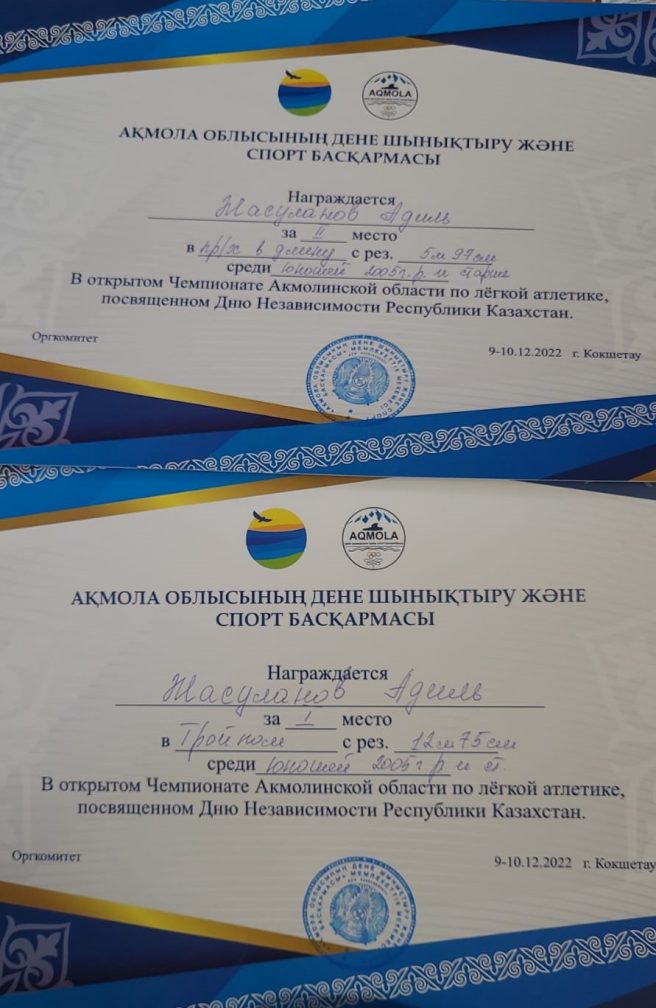 AQMOLA
АҚМОЛА ОБЛЫСЫНЫҢ ДЕНЕ ШЫНЫҚТЫРУ ЖӘНЕ
СПОРТ БАСҚАРМАСЫ
Награждается
Жасуланов Адиль
за II место
в пр/ж в длину с рез. 5м 97см
среди юношей 2005г.р. и старше
В открытом Чемпионате Акмолинской области по лёгкой атлетике,
посвященном Дню Независимости Республики Казахстан.
Оргкомитет
9-10.12.2022 г. Кокшетау
AQMOLA
АҚМОЛА ОБЛЫСЫНЫҢ ДЕНЕ ШЫНЫҚТЫРУ ЖӘНЕ
СПОРТ БАСҚАРМАСЫ
Награждается
Жасуланов Адиль
за I место
в Тройном с рез. 12м 75см
среди юношей 2005г.р и ст.
В открытом Чемпионате Акмолинской области по лёгкой атлетике,
посвященном Дню Независимости Республики Казахстан.
Оргкомитет
9-10.12.2022 г. Кокшетау